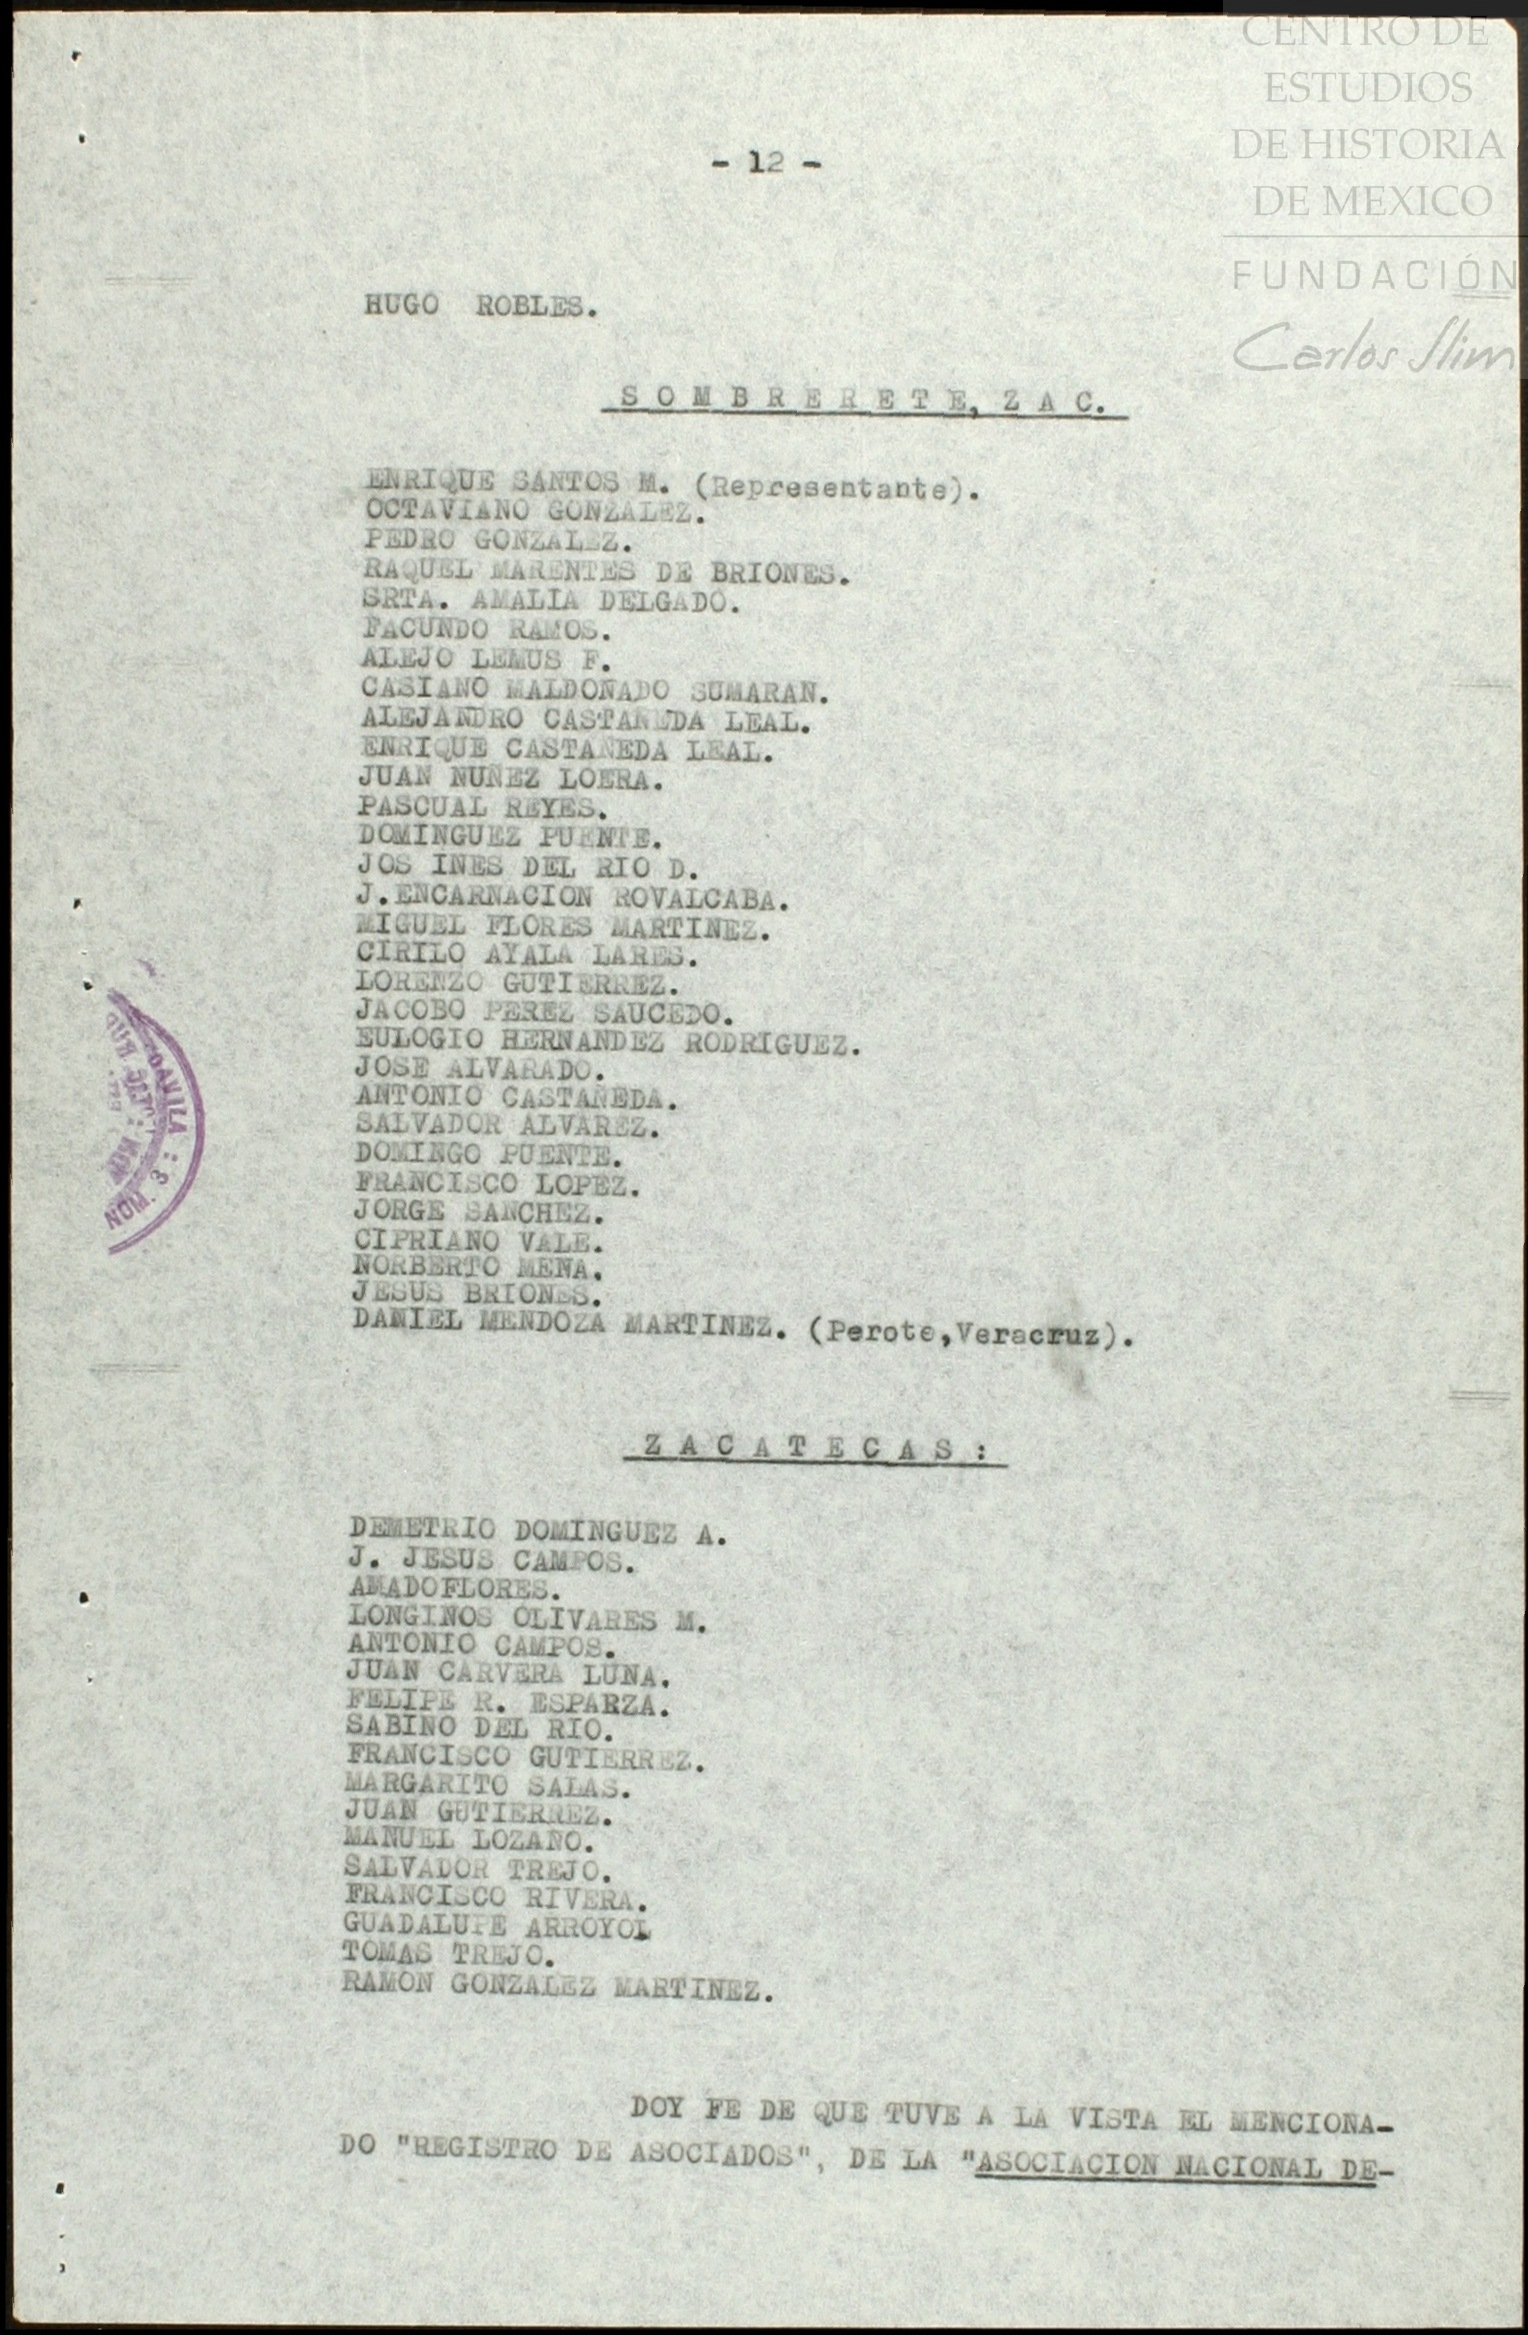 CENTRO DE
ESTUDIOS
DE HISTORIA
DE MEXICO
FUNDACIÓN
Carlos Slim
- 12 -
HUGO ROBLES.
S O M B R E R E T E, Z A C.
ENRIQUE SANTOS M. (Representante).
OCTAVIANO GONZALEZ.
PEDRO GONZALEZ.
RAQUEL MARENTES DE BRIONES.
SRTA. AMALIA DELGADO.
FACUNDO RAMOS.
ALEJO LEMUS F.
CASIANO MALDONADO SUMARAN.
ALEJANDRO CASTAÑEDA LEAL.
ENRIQUE CASTAÑEDA LEAL.
JUAN NUÑEZ LOERA.
PASCUAL REYES.
DOMINGUEZ PUENTE.
JOS INES DEL RIO D.
J.ENCARNACION ROVALCABA.
MIGUEL FLORES MARTINEZ.
CIRILO AYALA LARES.
LORENZO GUTIERREZ.
JACOBO PEREZ SAUCEDO.
EULOGIO HERNANDEZ RODRIGUEZ.
JOSE ALVARADO.
ANTONIO CASTAÑEDA.
SALVADOR ALVAREZ.
DOMINGO PUENTE.
FRANCISCO LOPEZ.
JORGE SANCHEZ.
CIPRIANO VALE.
NORBERTO MENA.
JESUS BRIONES.
DANIEL MENDOZA MARTINEZ. (Perote,Veracruz).
DAVILA
NUM. 3
Z A C A T E C A S :
DEMETRIO DOMINGUEZ A.
J. JESUS CAMPOS.
AMADOFLORES.
LONGINOS OLIVARES M.
ANTONIO CAMPOS.
JUAN CARVERA LUNA.
FELIPE R. ESPARZA.
SABINO DEL RIO.
FRANCISCO GUTIERREZ.
MARGARITO SALAS.
JUAN GUTIERREZ.
MANUEL LOZANO.
SALVADOR TREJO.
FRANCISCO RIVERA.
GUADALUPE ARROYOL
TOMAS TREJO.
RAMON GONZALEZ MARTINEZ.
DOY FE DE QUE TUVE A LA VISTA EL MENCIONA-
DO "REGISTRO DE ASOCIADOS", DE LA "ASOCIACION NACIONAL DE-